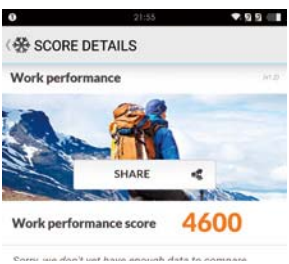 21:55
SCORE DETAILS
Work performance
SHARE
Work performance score 4600
Sorry, we don't yet have enough data to compare